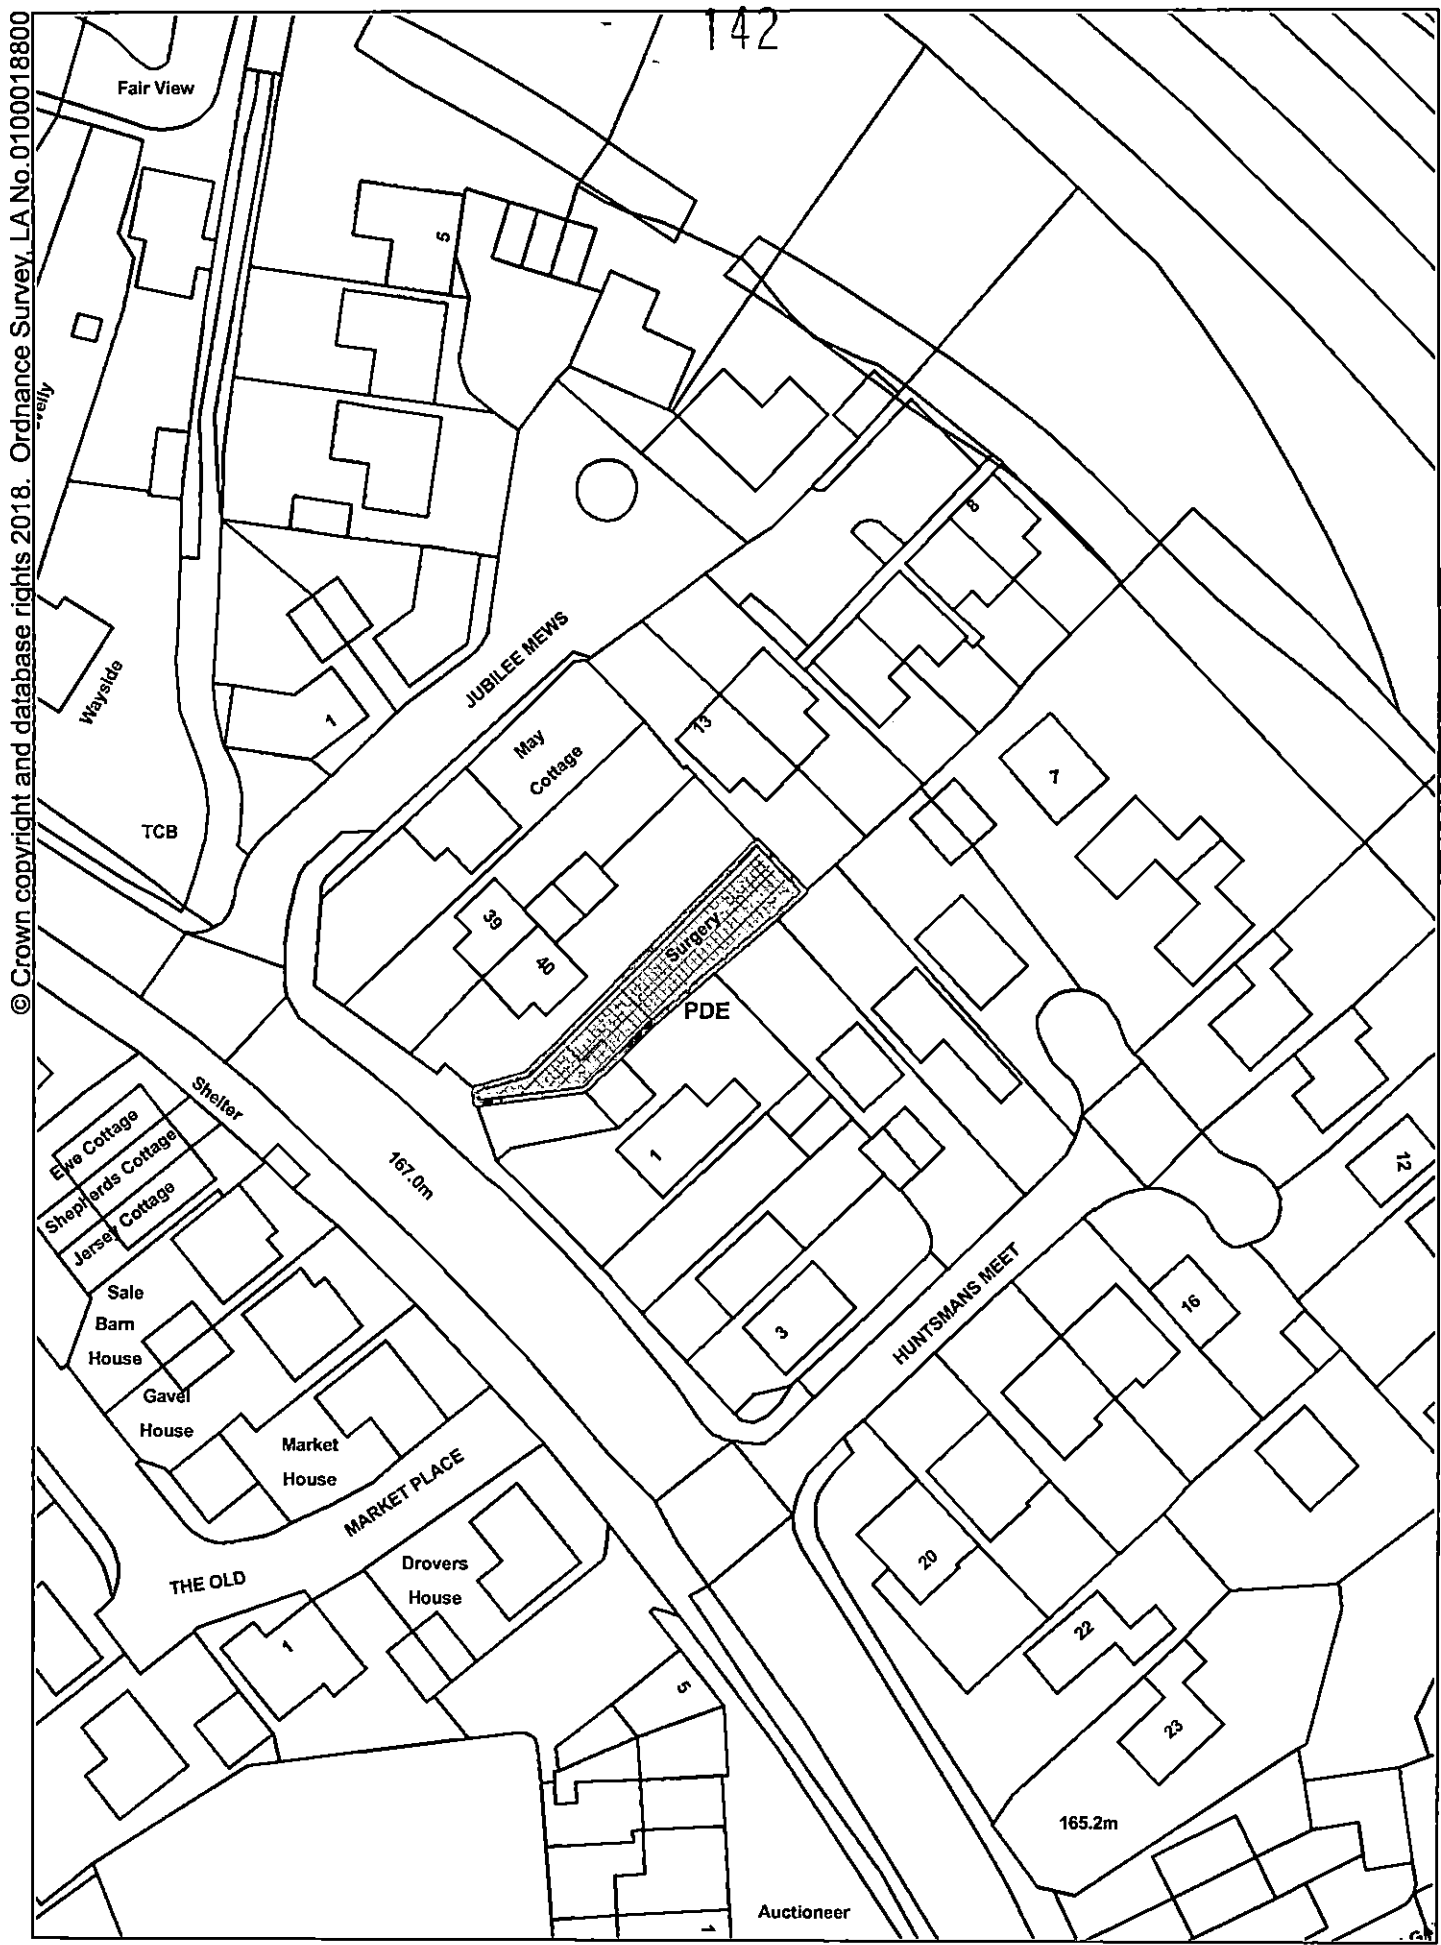 142
© Crown copyright and database rights 2018. Ordnance Survey, LA No.0100018800
Fair View
5
8
Wayside
JUBILEE MEWS
1
13
May
Cottage
7
TCB
39
40
Surgery
PDE
Shelter
Ewe Cottage
Shepherds Cottage
Jersey Cottage
167.0m
1
12
Sale
Barn
House
HUNTSMANS MEET
16
3
Gavel
House
Market
House
MARKET PLACE
THE OLD
Drovers
House
20
1
22
5
23
165.2m
Auctioneer
1